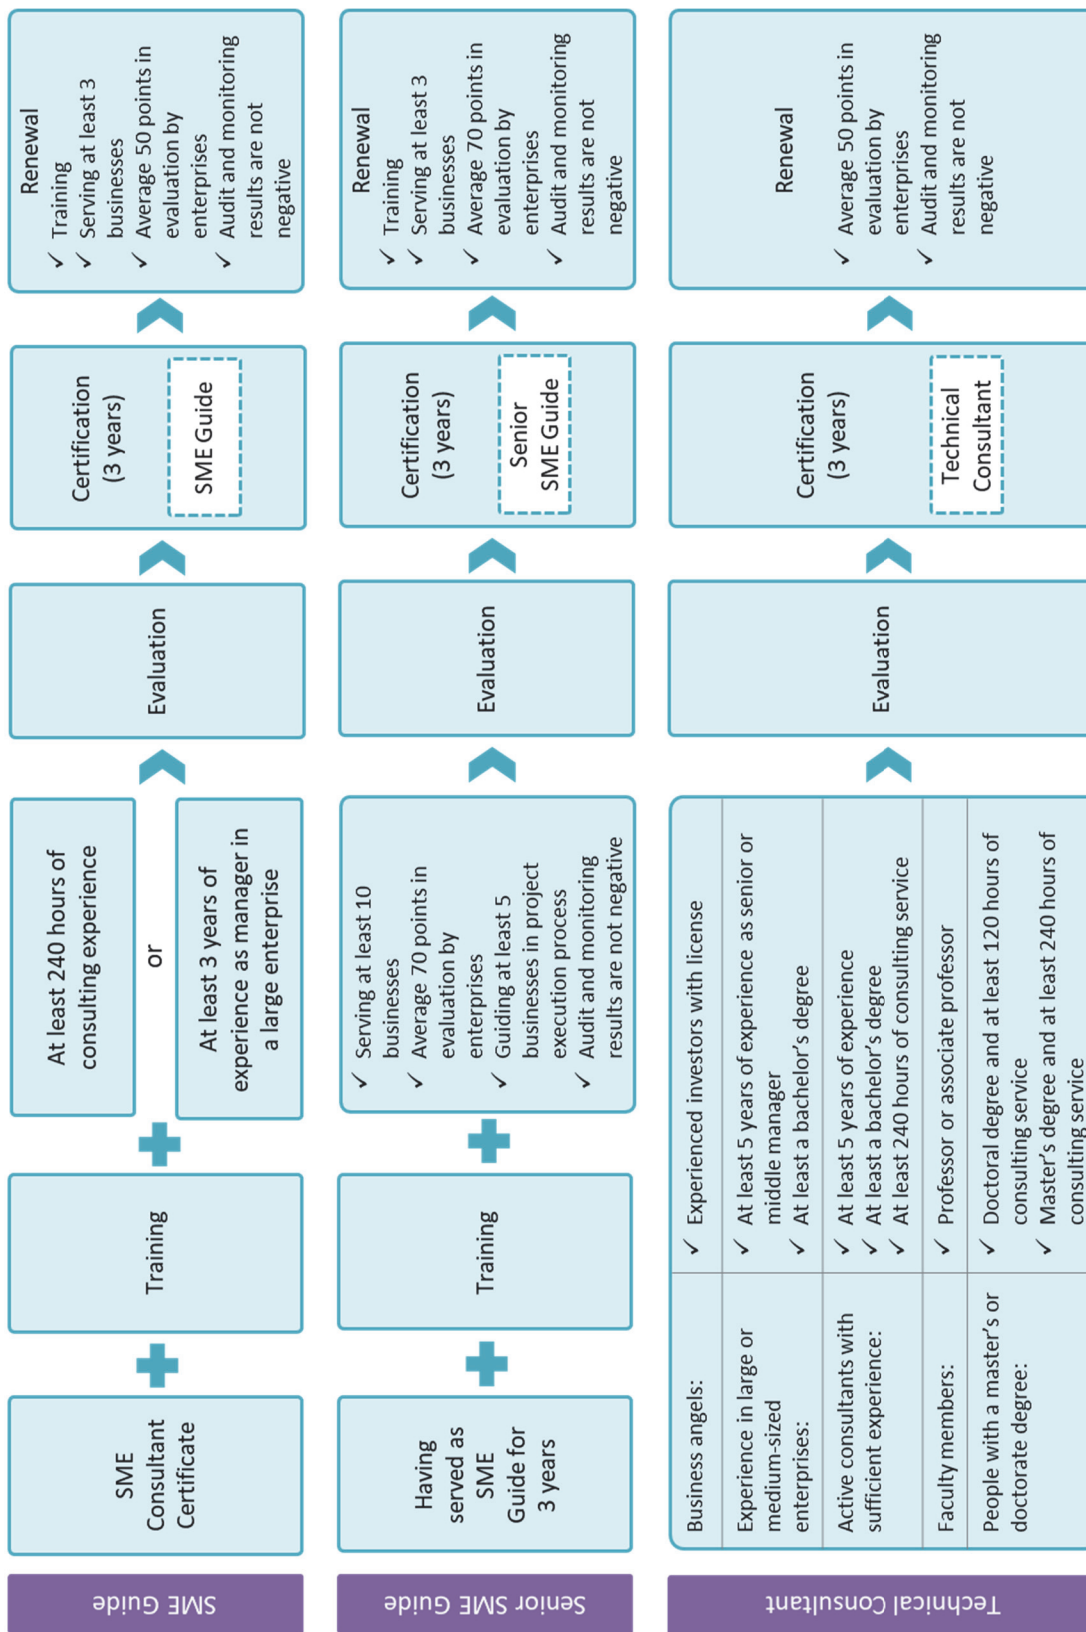 SME Guide
SME
Consultant
Certificate
Training
At least 240 hours of
consulting experience
or
At least 3 years of
experience as manager in
a large enterprise
Evaluation
Certification
(3 years)
SME Guide
Renewal
✓ Training
✓ Serving at least 3
businesses
✓ Average 50 points in
evaluation by
enterprises
✓ Audit and monitoring
results are not
negative
Senior SME Guide
Having
served as
SME
Guide for
3 years
Training
✓ Serving at least 10
businesses
✓ Average 70 points in
evaluation by
enterprises
✓ Guiding at least 5
businesses in project
execution process
✓ Audit and monitoring
results are not negative
Evaluation
Certification
(3 years)
Senior
SME Guide
Renewal
✓ Training
✓ Serving at least 3
businesses
✓ Average 70 points in
evaluation by
enterprises
✓ Audit and monitoring
results are not
negative
Technical Consultant
Business angels:
✓ Experienced investors with license
Experience in large or
medium-sized
enterprises:
✓ At least 5 years of experience as senior or
middle manager
✓ At least a bachelor's degree
Active consultants with
sufficient experience:
✓ At least 5 years of experience
✓ At least a bachelor's degree
✓ At least 240 hours of consulting service
Faculty members:
✓ Professor or associate professor
People with a master's or
doctorate degree:
✓ Doctoral degree and at least 120 hours of
consulting service
✓ Master's degree and at least 240 hours of
consulting service
Evaluation
Certification
(3 years)
Technical
Consultant
Renewal
✓ Average 50 points in
evaluation by
enterprises
✓ Audit and monitoring
results are not
negative